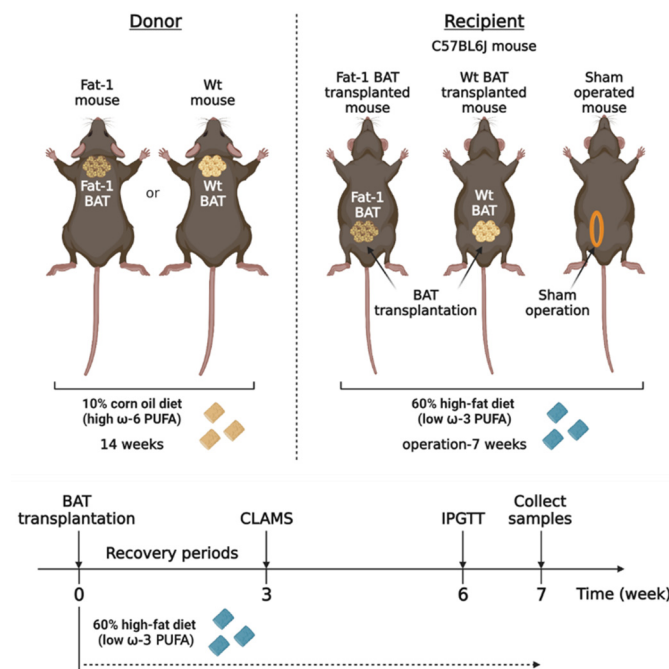 Donor
Fat-1
mouse
Wt
mouse
Fat-1
BAT
or
Wt
BAT
10% corn oil diet
(high ω-6 PUFA)
14 weeks
Recipient
C57BL6J mouse
Fat-1 BAT
transplanted
mouse
Wt BAT
transplanted
mouse
Sham
operated
mouse
Fat-1
BAT
Wt
BAT
BAT
transplantation
Sham
operation
60% high-fat diet
(low ω-3 PUFA)
operation-7 weeks
BAT
transplantation
Recovery periods
CLAMS
IPGTT
Collect
samples
0
3
6
7
Time (week)
60% high-fat diet
(low ω-3 PUFA)